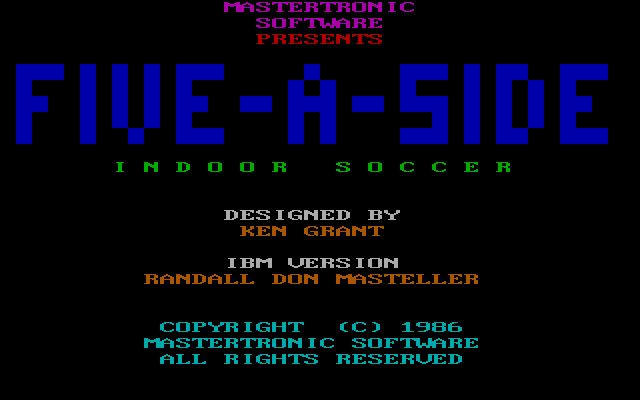 MASTERTRONIC
SOFTWARE
PRESENTS
FIVE-A-SIDE
INDOOR SOCCER
DESIGNED BY
KEN GRANT
IBM VERSION
RANDALL DON MASTELLER
COPYRIGHT (C) 1986
MASTERTRONIC SOFTWARE
ALL RIGHTS RESERVED